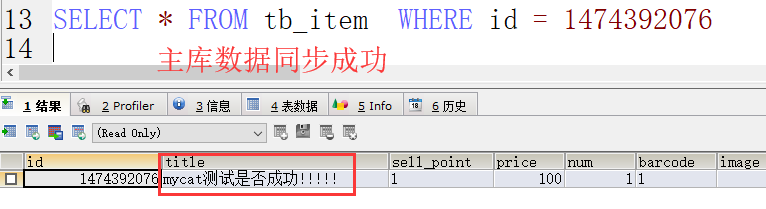 13 SELECT * FROM tb_item  WHERE id = 1474392076
14
主库数据同步成功
1 结果 2 Profiler 3 信息 4 表数据 5 Info 6 历史
(Read Only)
id title sell_point price num barcode image
1474392076 mycat测试是否成功!!!!! 1 100 1 1